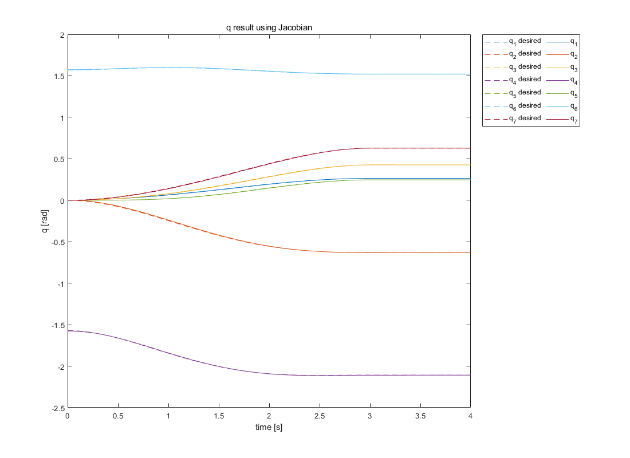 q result using Jacobian
2
1.5
1
0.5
0
-0.5
-1
-1.5
-2
-2.5
q [rad]
0 0.5 1 1.5 2 2.5 3 3.5 4
time [s]
q1 desired q1
q2 desired q2
q3 desired q3
q4 desired q4
q5 desired q5
q6 desired q6
q7 desired q7